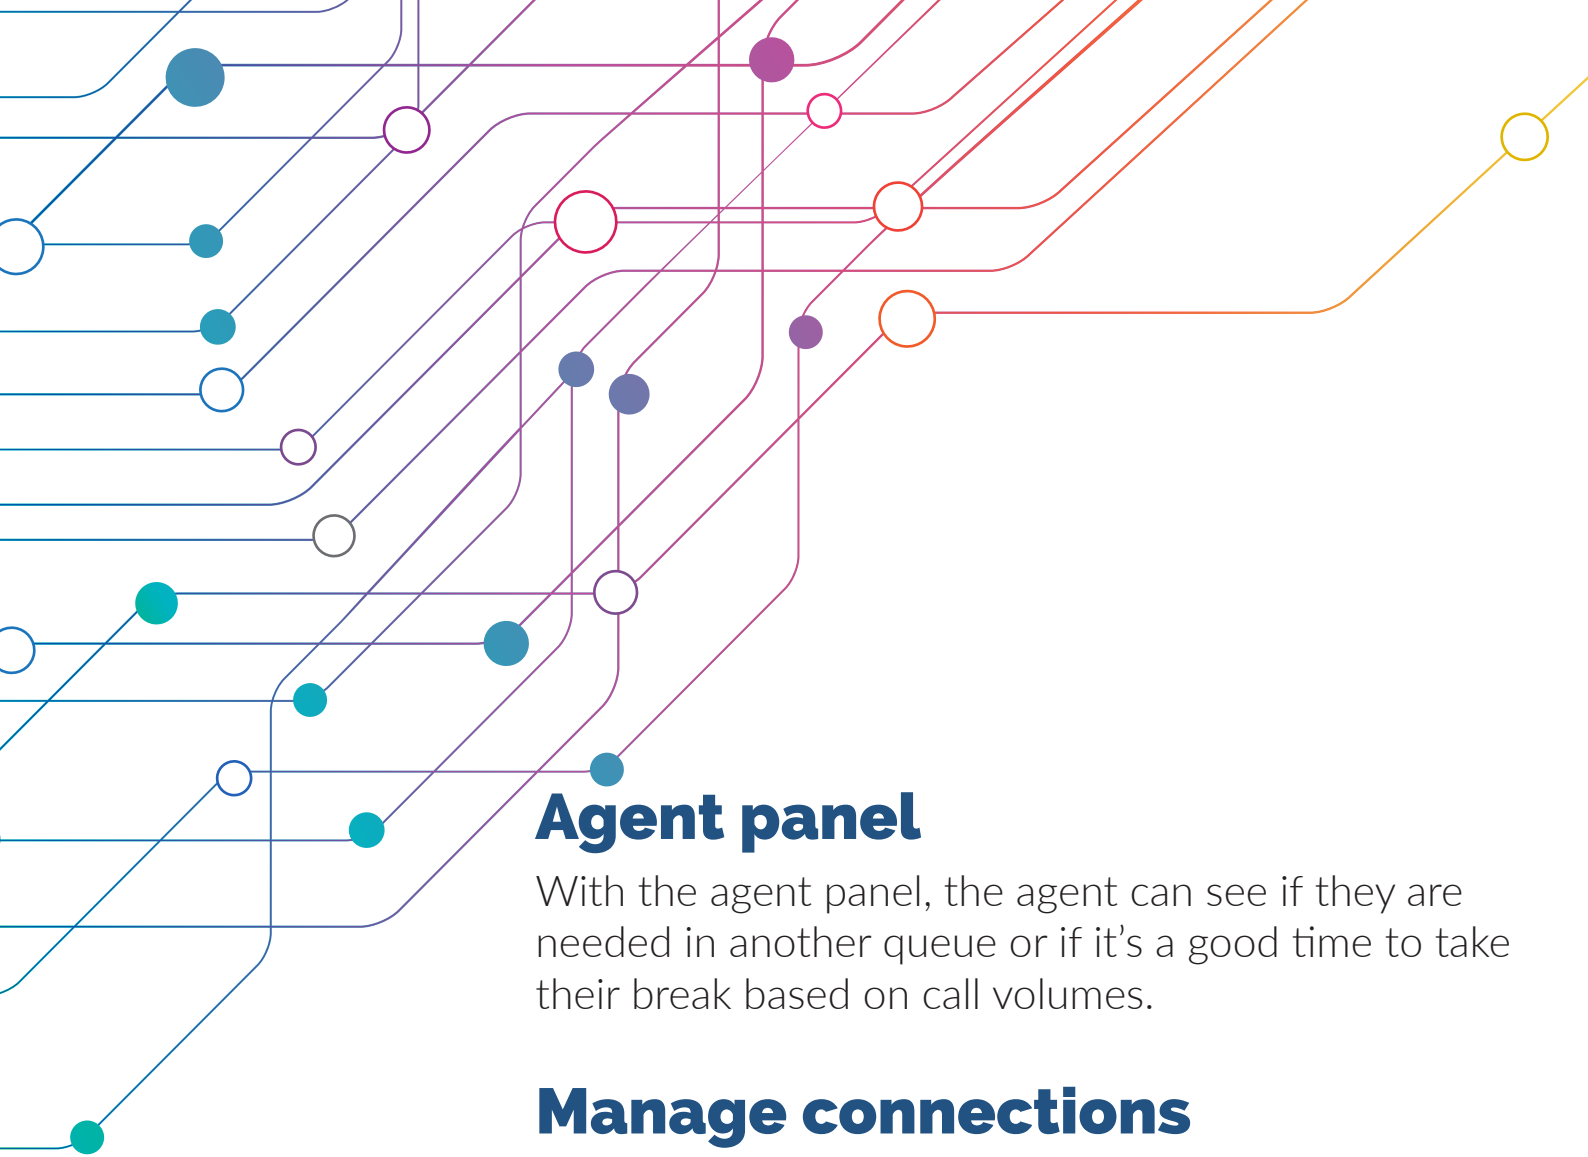 Agent panel
With the agent panel, the agent can see if they are
needed in another queue or if it’s a good time to take
their break based on call volumes.
Manage connections